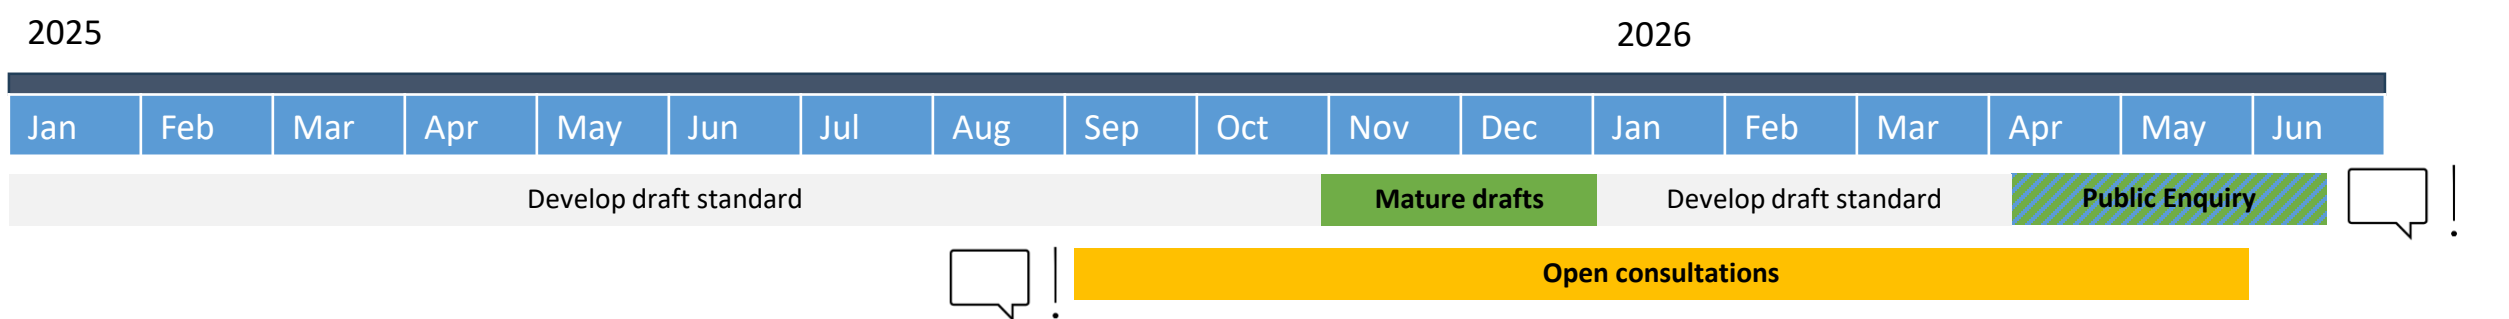 2025 2026
Jan Feb Mar Apr May Jun Jul Aug Sep Oct Nov Dec Jan Feb Mar Apr May Jun
Develop draft standard Mature drafts Develop draft standard Public Enquiry !
! Open consultations